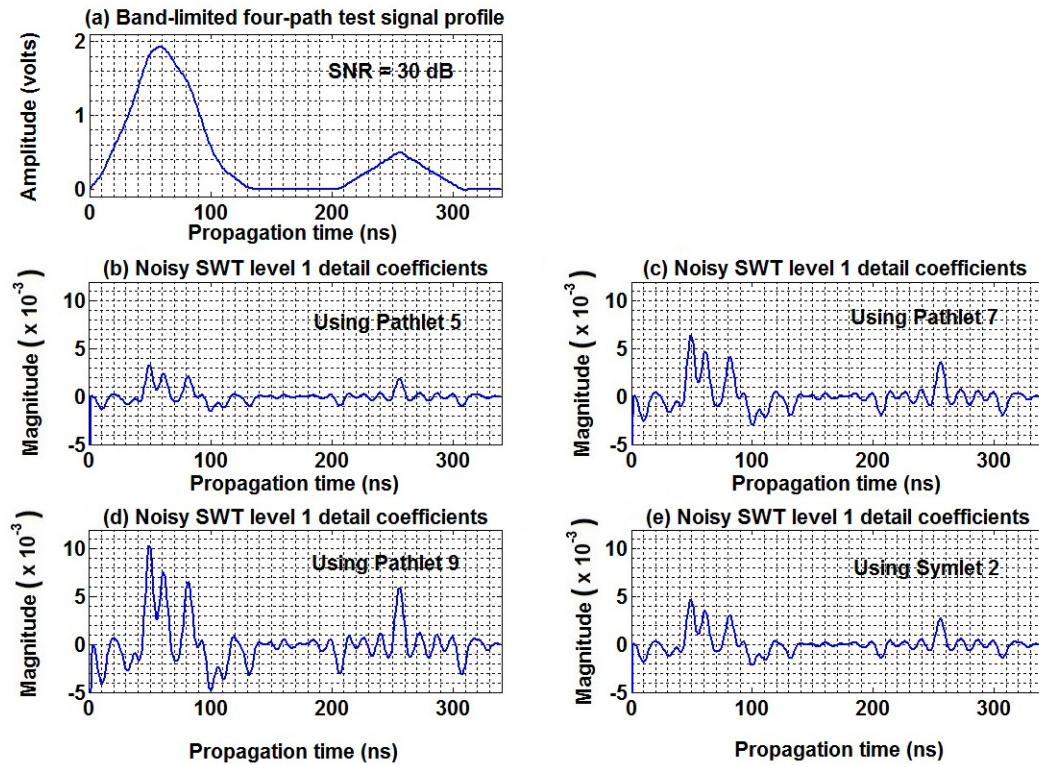 (a) Band-limited four-path test signal profile
2
1
0
Amplitude (volts)
SNR = 30 dB
0 100 200 300
Propagation time (ns)
(b) Noisy SWT level 1 detail coefficients
10
5
0
-5
Magnitude ( x 10^-3)
Using Pathlet 5
0 100 200 300
Propagation time (ns)
(c) Noisy SWT level 1 detail coefficients
10
5
0
-5
Magnitude ( x 10^-3)
Using Pathlet 7
0 100 200 300
Propagation time (ns)
(d) Noisy SWT level 1 detail coefficients
10
5
0
-5
Magnitude ( x 10^-3)
Using Pathlet 9
0 100 200 300
Propagation time (ns)
(e) Noisy SWT level 1 detail coefficients
10
5
0
-5
Magnitude ( x 10^-3)
Using Symlet 2
0 100 200 300
Propagation time (ns)